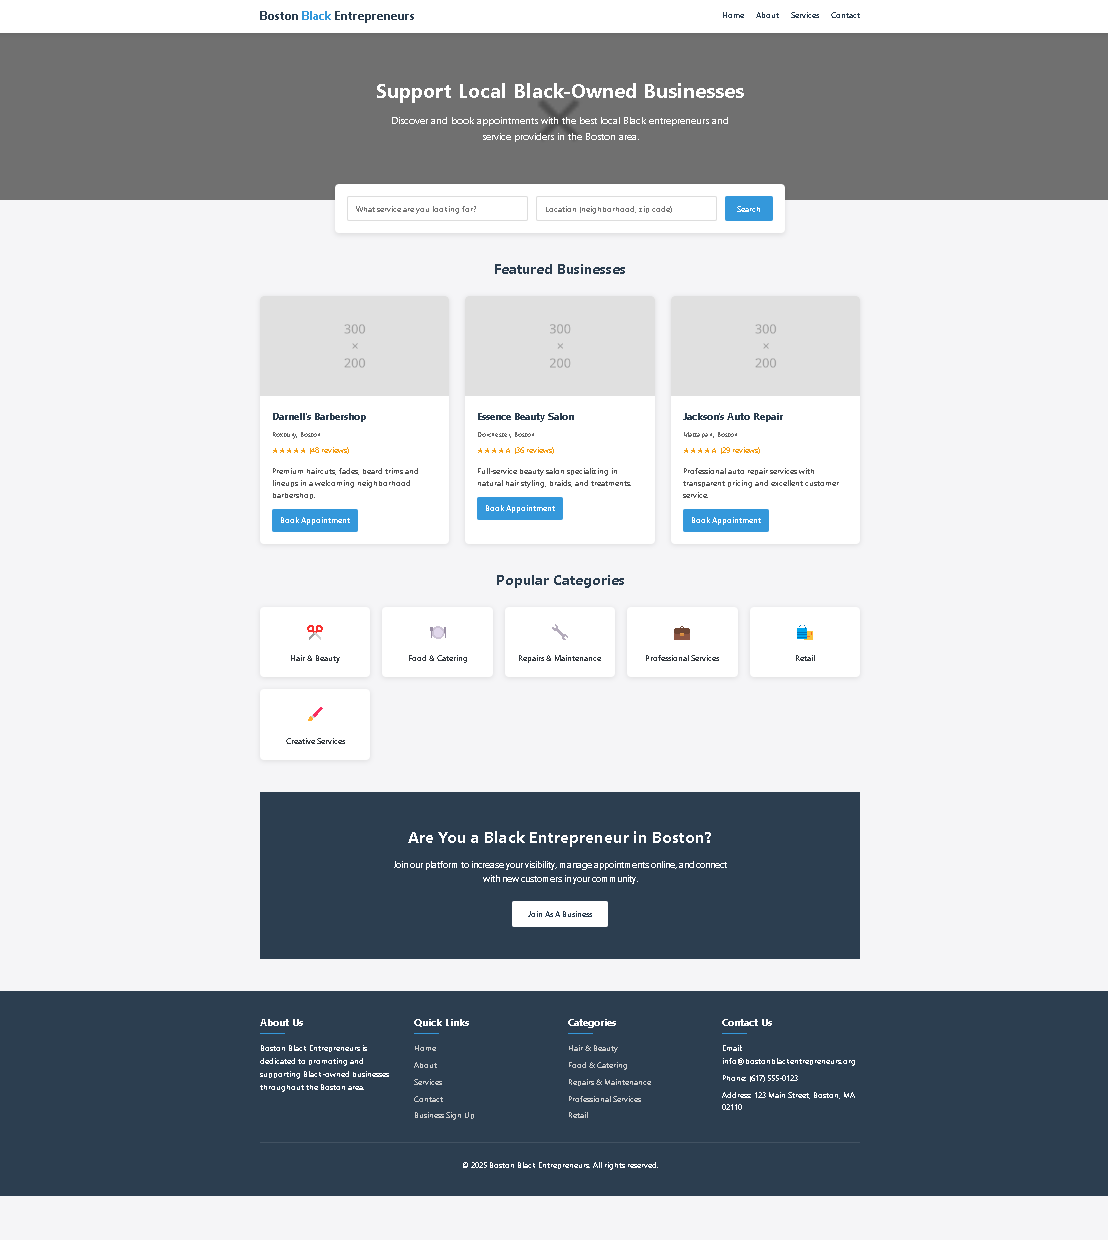 Boston Black Entrepreneurs
Home About Services Contact
Support Local Black-Owned Businesses
Discover and book appointments with the best local Black entrepreneurs and
service providers in the Boston area.
What service are you looking for?
Location (neighborhood, zip code)
Search
Featured Businesses
300
×
200
Darnell's Barbershop
Roxbury, Boston
★★★★★ (48 reviews)
Premium haircuts, fades, beard trims and
lineups in a welcoming neighborhood
barbershop.
Book Appointment
300
×
200
Essence Beauty Salon
Dorchester, Boston
★★★★★ (36 reviews)
Full-service beauty salon specializing in
natural hair styling, braids, and treatments.
Book Appointment
300
×
200
Jackson's Auto Repair
Mattapan, Boston
★★★★★ (29 reviews)
Professional auto repair services with
transparent pricing and excellent customer
service.
Book Appointment
Popular Categories
Hair & Beauty
Food & Catering
Repairs & Maintenance
Professional Services
Retail
Creative Services
Are You a Black Entrepreneur in Boston?
Join our platform to increase your visibility, manage appointments online, and connect
with new customers in your community.
Join As A Business
About Us
Boston Black Entrepreneurs is
dedicated to promoting and
supporting Black-owned businesses
throughout the Boston area.
Quick Links
Home
About
Services
Contact
Business Sign Up
Categories
Hair & Beauty
Food & Catering
Repairs & Maintenance
Professional Services
Retail
Contact Us
Email:
info@bostonblackentrepreneurs.org
Phone: (617) 555-0123
Address: 123 Main Street, Boston, MA
02110
© 2025 Boston Black Entrepreneurs. All rights reserved.